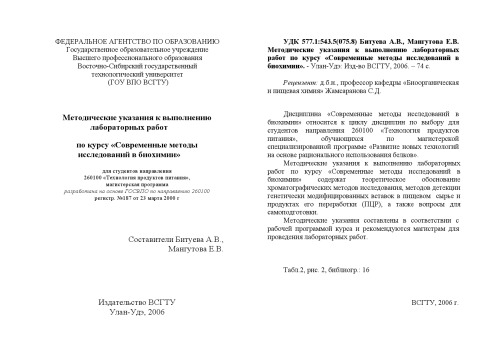 ФЕДЕРАЛЬНОЕ АГЕНТСТВО ПО ОБРАЗОВАНИЮ
Государственное образовательное учреждение
Высшего профессионального образования
Восточно-Сибирский государственный
технологический университет
(ГОУ ВПО ВСГТУ)
Методические указания к выполнению
лабораторных работ
по курсу «Современные методы
исследований в биохимии»
для студентов направления
260100 «Технология продуктов питания»,
магистерская программа
разработана на основе ГОСВПО по направлению 260100
регистр. №187 от 23 марта 2000 г
Составители Битуева А.В.,
Мангутова Е.В.
Издательство ВСГТУ
Улан-Удэ, 2006
УДК 577.1:543.5(075.8) Битуева А.В., Мангутова Е.В.
Методические указания к выполнению лабораторных
работ по курсу «Современные методы исследований в
биохимии». - Улан-Удэ: Изд-во ВСГТУ, 2006. – 74 с.
Рецензент: д.б.н., профессор кафедры «Биоорганическая
и пищевая химия» Жамсаранова С.Д.
Дисциплина «Современные методы исследований в
биохимии» относится к циклу дисциплин по выбору для
студентов направления 260100 «Технология продуктов
питания», обучающихся по магистерской
специализированной программе «Развитие новых технологий
на основе рационального использования белков».
Методические указания к выполнению лабораторных
работ по курсу «Современные методы исследований в
биохимии» содержат теоретическое обоснование
хроматографических методов исследования, методов детекции
генетически модифицированных вставок в пищевом сырье и
продуктах его переработки (ПЦР), а также вопросы для
самоподготовки.
Методические указания составлены в соответствии с
рабочей программой курса и рекомендуются магистрам для
проведения лабораторных работ.
Табл.2, рис. 2, библиогр.: 16
ВСГТУ, 2006 г.